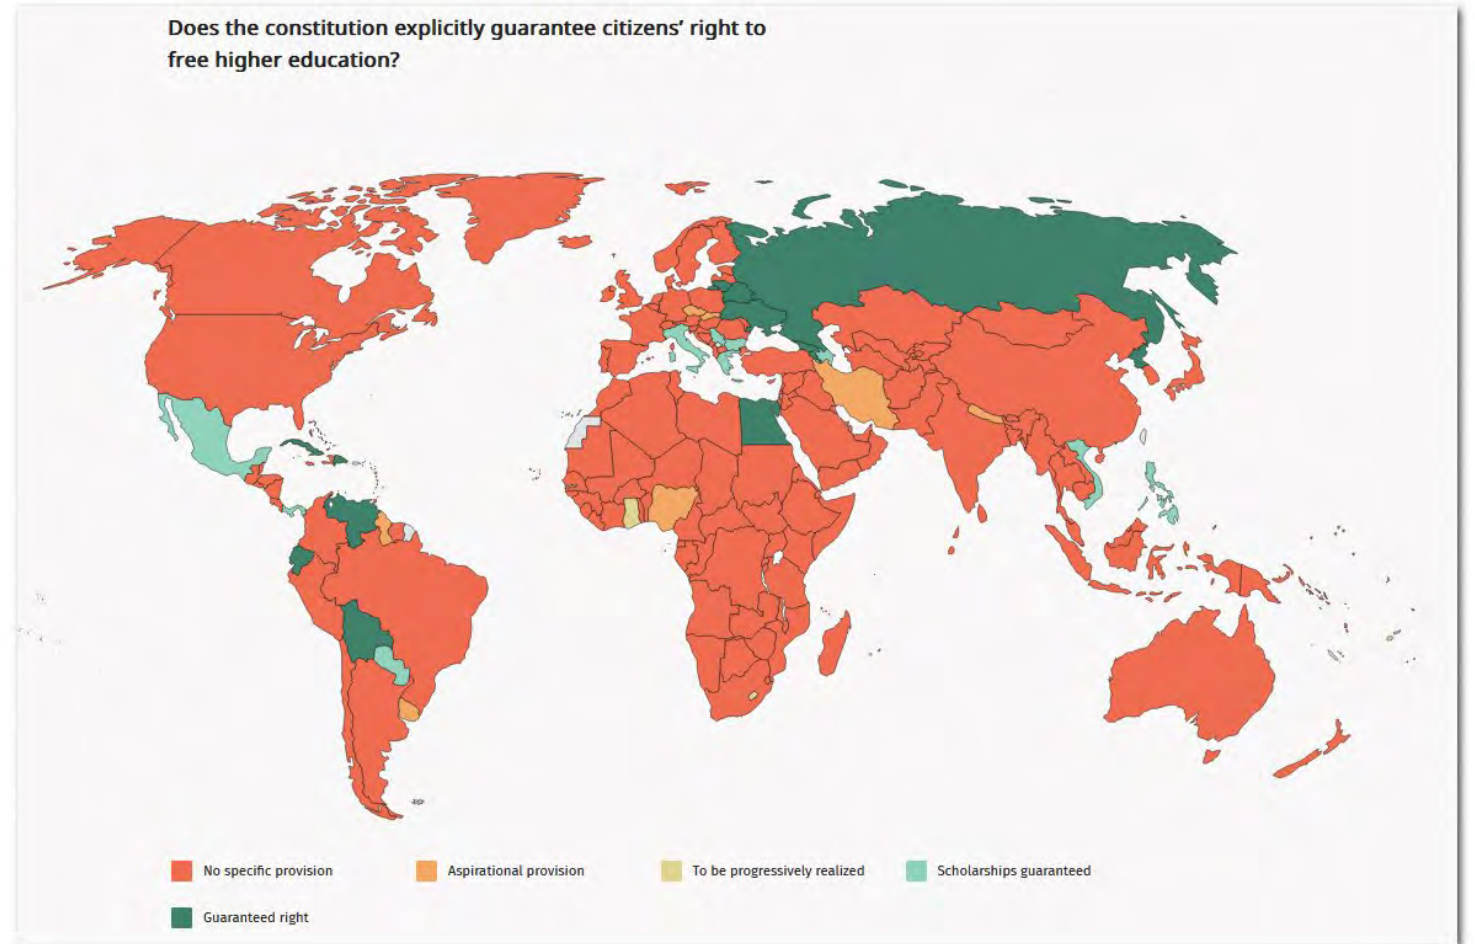 Does the constitution explicitly guarantee citizens’ right to
free higher education?
No specific provision
Aspirational provision
To be progressively realized
Scholarships guaranteed
Guaranteed right